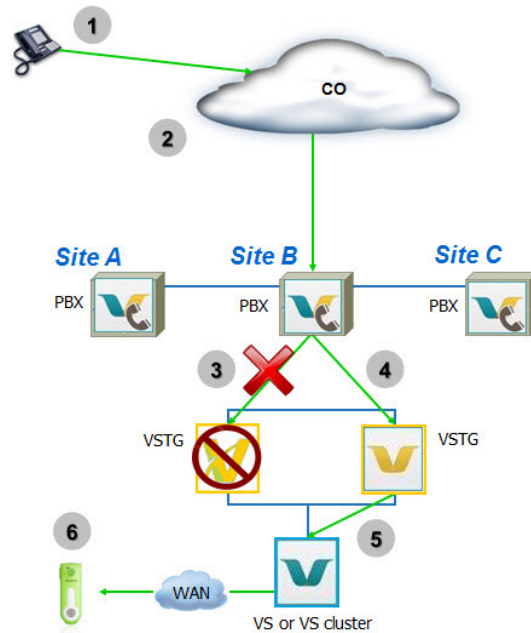 1
CO
2
Site A
Site B
Site C
PBX
PBX
PBX
3
4
VSTG
VSTG
5
6
WAN
VS or VS cluster